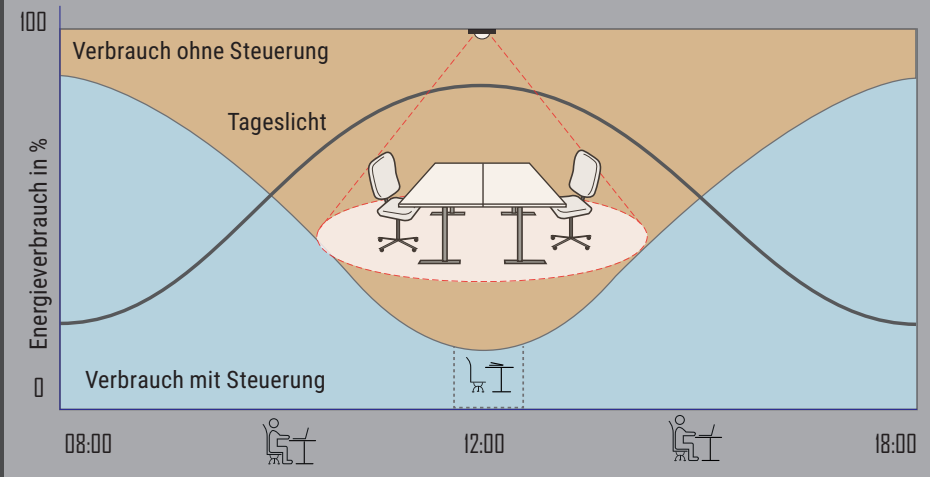 100
Verbrauch ohne Steuerung
Tageslicht
Energieverbrauch in %
0
Verbrauch mit Steuerung
08:00
12:00
18:00